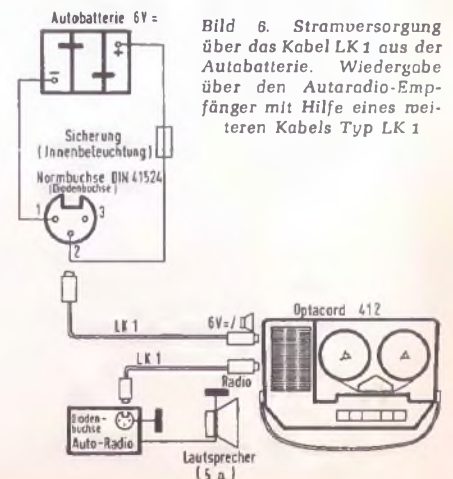 Autobatterie 6V =
Bild 6. Stromversorgung
über das Kabel LK 1 aus der
Autobatterie. Wiedergabe
über den Autoradio-Emp-
fänger mit Hilfe eines wei-
teren Kabels Typ LK 1
-
+
Sicherung
(Innenbeleuchtung)
Normbuchse DIN 41524
(Diodenbuchse)
1
3
2
LK 1
6V=/
Optacord 412
LK 1
Radio
Dioden-
buchse
Auto-Radio
Lautsprecher
(5 Ω)